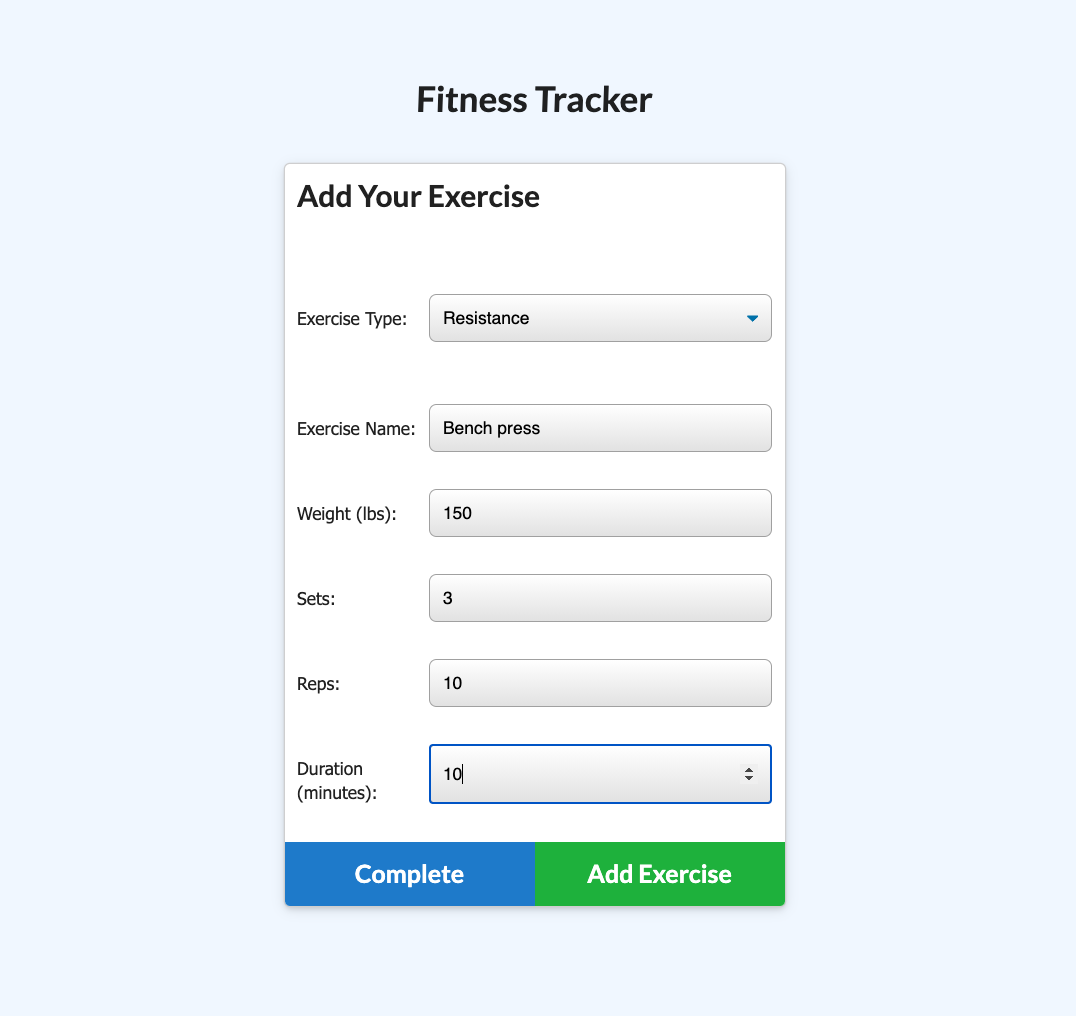 Fitness Tracker
Add Your Exercise
Exercise Type: Resistance
Exercise Name: Bench press
Weight (lbs): 150
Sets: 3
Reps: 10
Duration (minutes): 10
Complete Add Exercise